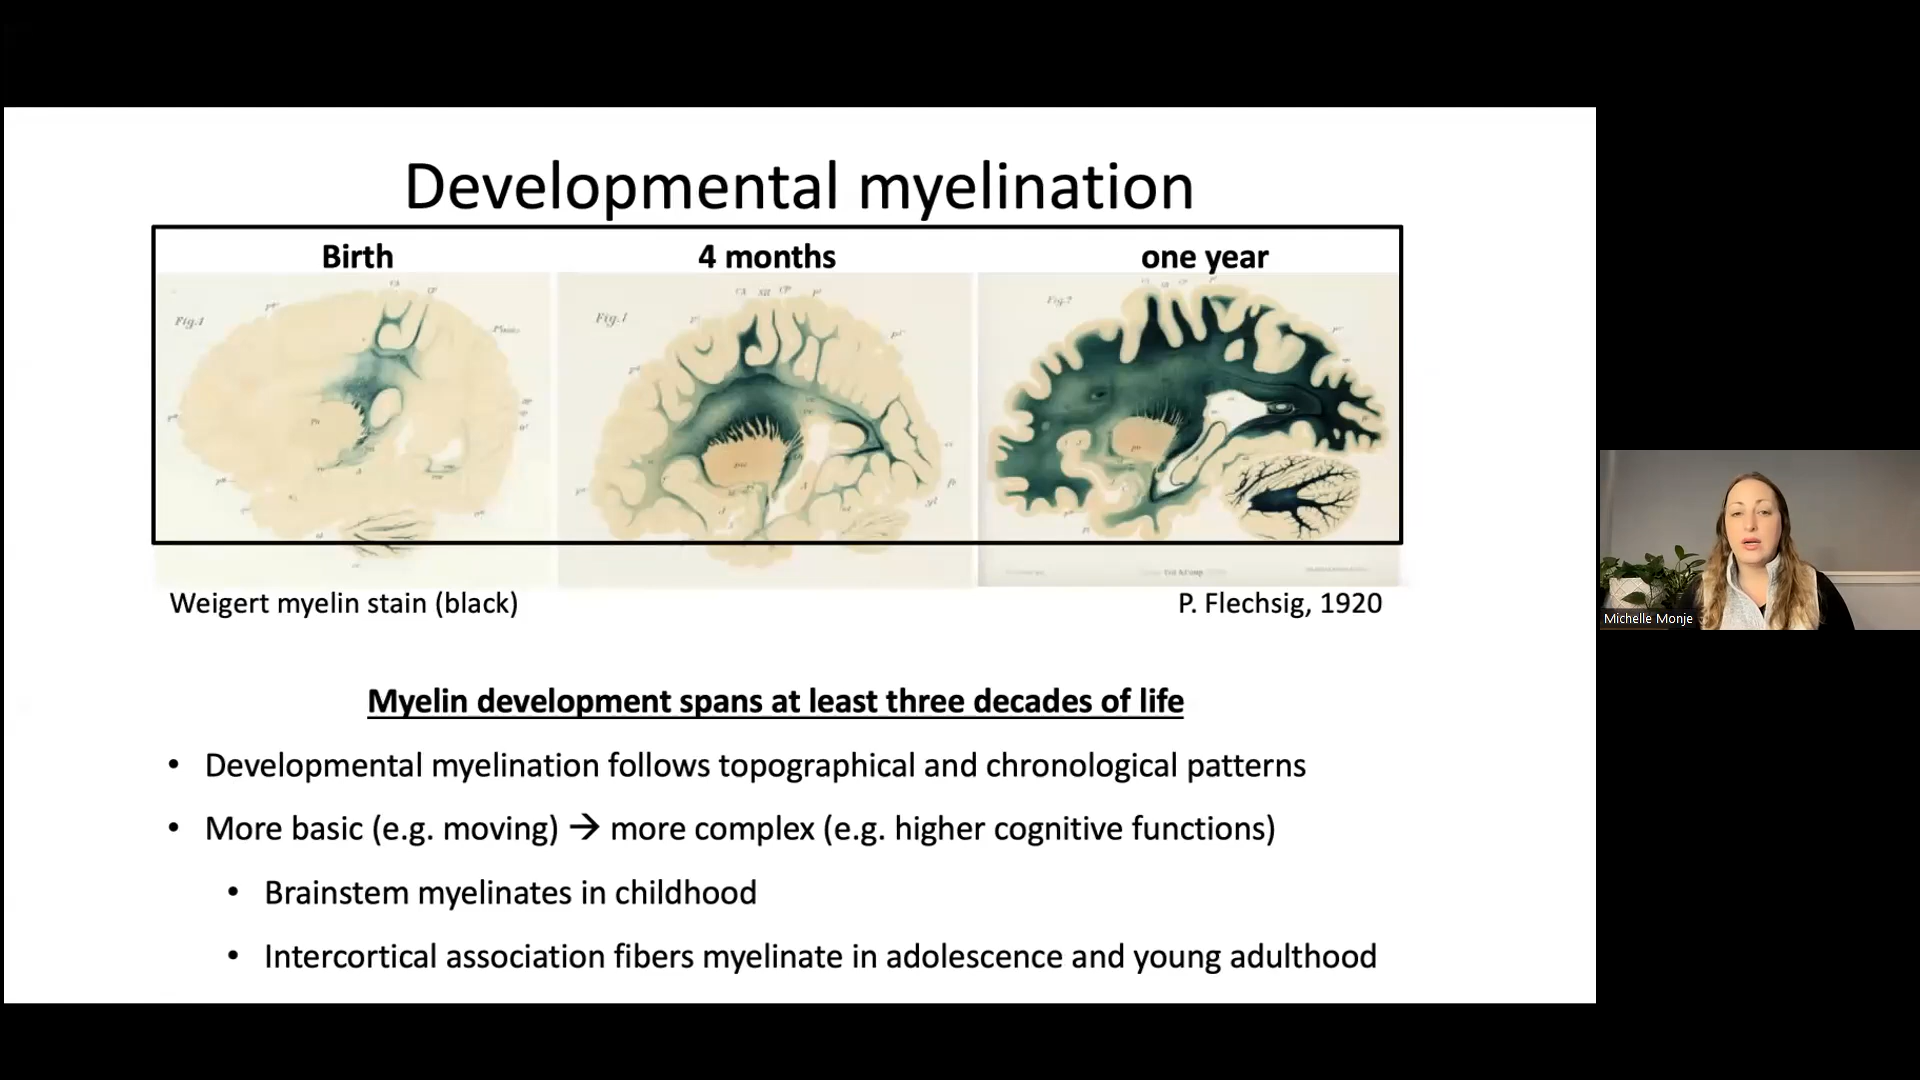 Developmental myelination
Birth
4 months
one year
Fig.1
Fig.1
Fig.2
Weigert myelin stain (black)
P. Flechsig, 1920
Myelin development spans at least three decades of life
• Developmental myelination follows topographical and chronological patterns
• More basic (e.g. moving) → more complex (e.g. higher cognitive functions)
• Brainstem myelinates in childhood
• Intercortical association fibers myelinate in adolescence and young adulthood
Michelle Monje